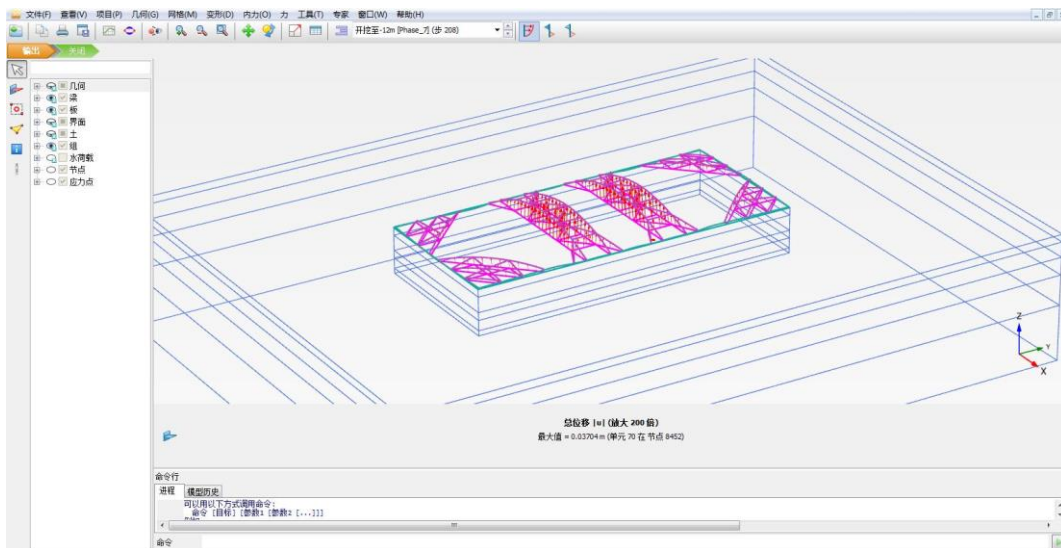 文件(F) 查看(V) 项目(P) 几何(G) 网格(M) 变形(D) 内力(O) 力 工具(T) 专家 窗口(W) 帮助(H)
开挖至-12m [Phase_7] (步 208)
输出 关闭
几何
梁
板
界面
土
组
水荷载
节点
应力点
Z
Y
X
总位移 |u| (放大 200 倍)
最大值 = 0.03704 m (单元 70 在 节点 8452)
命令行
进程 模型历史
可以用以下方式调用命令:
命令 [目标] [参数1 [参数2 [...]]]
命令